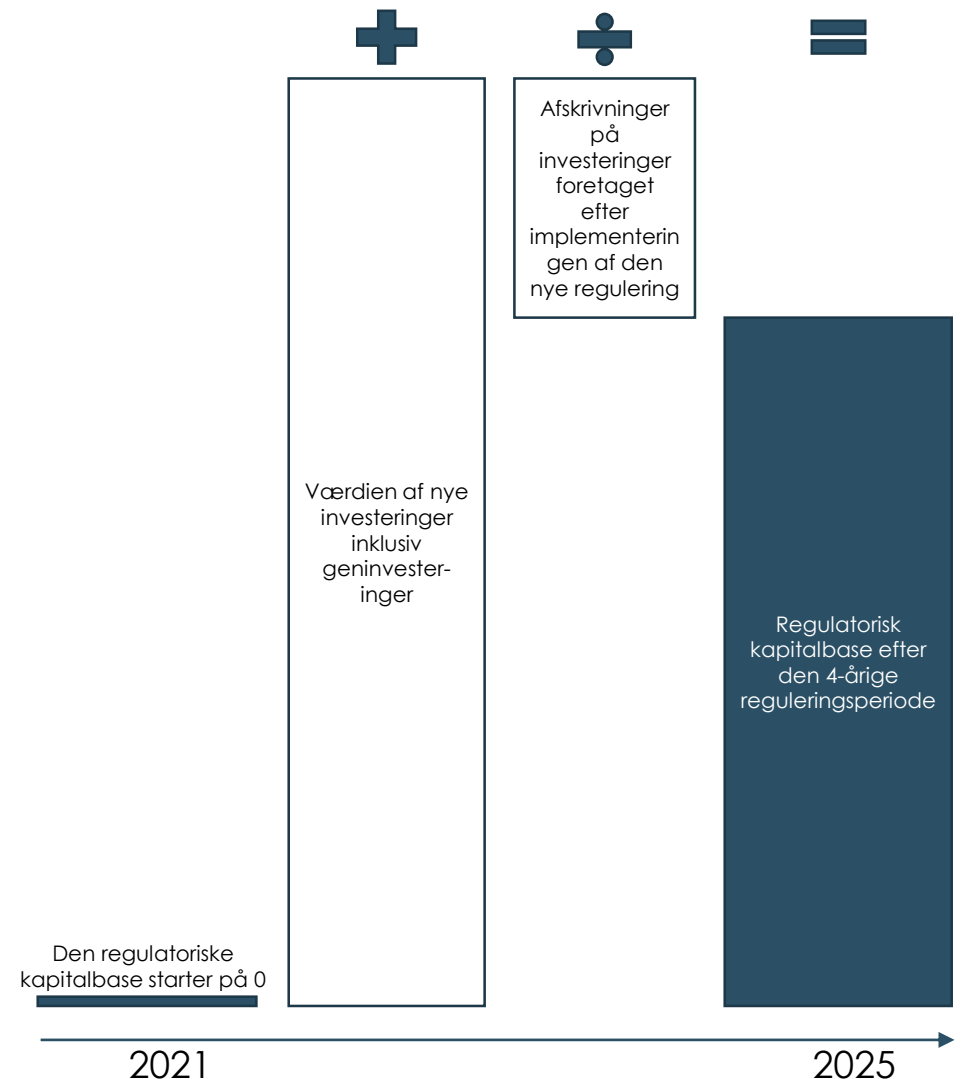 Afskrivninger
på
investeringer
foretaget
efter
implementerin
gen af den
nye regulering
Værdien af nye
investeringer
inklusiv
geninvester-
inger
Regulatorisk
kapitalbase efter
den 4-årige
reguleringsperiode
Den regulatoriske
kapitalbase starter på 0
2021
2025